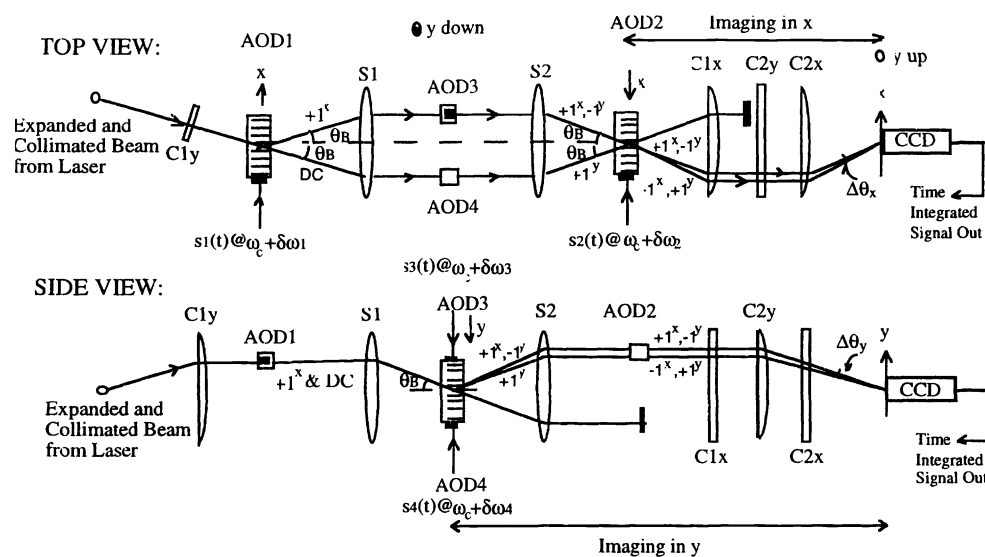 TOP VIEW:
AOD1
y down
AOD2
Imaging in x
y up
x
S1
AOD3
S2
x
C1x
C2y
C2x
Expanded and
Collimated Beam
from Laser
C1y
+1x
θB
θB
DC
+1x,-1y
θB
θB
+1y
+1x,-1y
-1x,+1y
Δθx
CCD
AOD4
Time
Integrated
Signal Out
s1(t)@ωc+δω1
s2(t)@ωc+δω2
s3(t)@ωc+δω3
SIDE VIEW:
C1y
AOD1
S1
AOD3
y
S2
AOD2
C2y
Δθy
y
+1x & DC
θB
+1x,-1y
+1y
+1x,-1y
-1x,+1y
CCD
Expanded and
Collimated Beam
from Laser
C1x
C2x
Time
Integrated
Signal Out
AOD4
s4(t)@ωc+δω4
Imaging in y